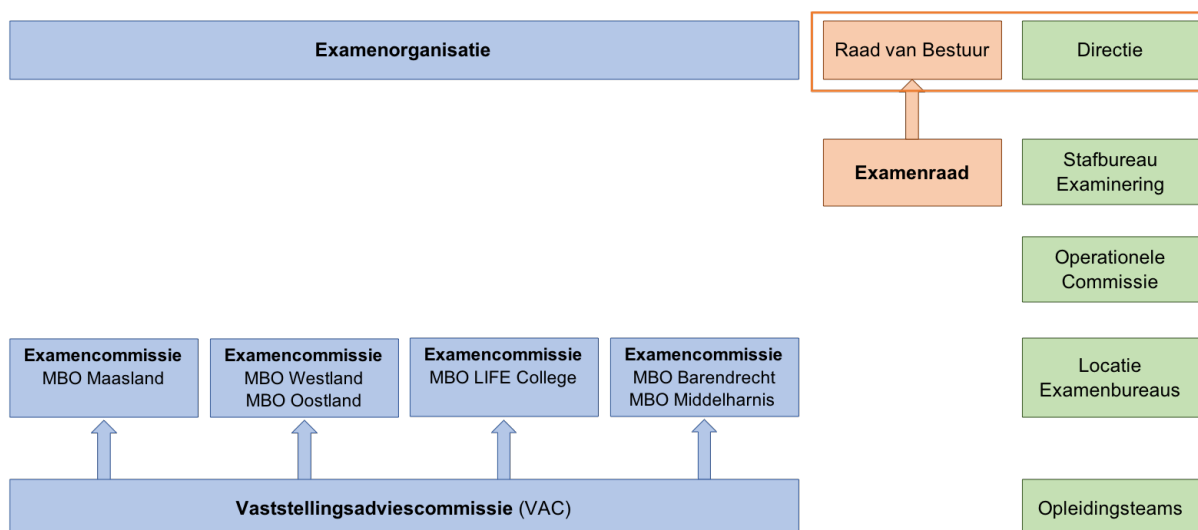 Examenorganisatie
Raad van Bestuur
Directie
Examenraad
Stafbureau
Examinering
Operationele
Commissie
Examencommissie
MBO Maasland
Examencommissie
MBO Westland
MBO Oostland
Examencommissie
MBO LIFE College
Examencommissie
MBO Barendrecht
MBO Middelharnis
Locatie
Examenbureaus
Vaststellingsadviescommissie (VAC)
Opleidingsteams